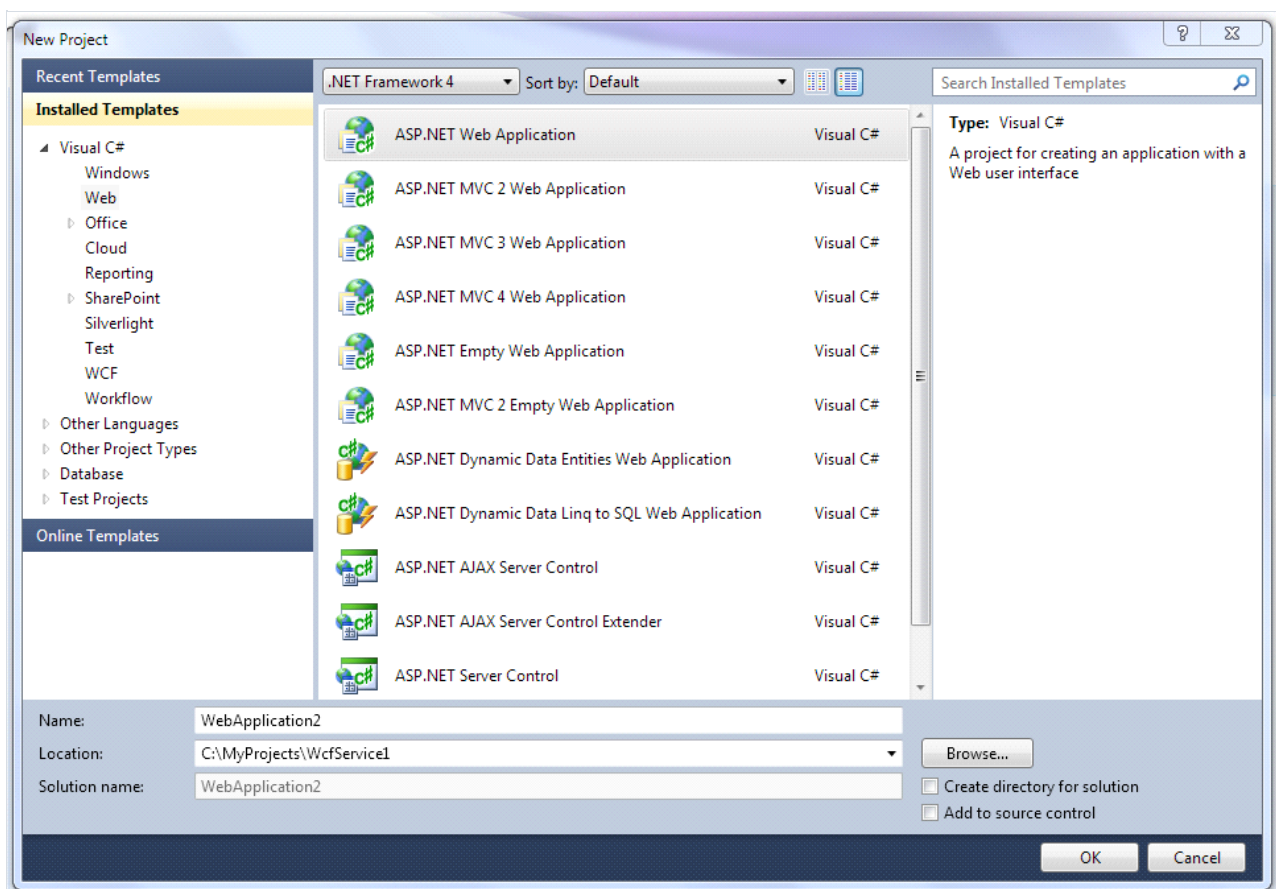 New Project
Recent Templates
Installed Templates
Visual C#
Windows
Web
Office
Cloud
Reporting
SharePoint
Silverlight
Test
WCF
Workflow
Other Languages
Other Project Types
Database
Test Projects
Online Templates
.NET Framework 4 Sort by: Default
ASP.NET Web Application Visual C#
ASP.NET MVC 2 Web Application Visual C#
ASP.NET MVC 3 Web Application Visual C#
ASP.NET MVC 4 Web Application Visual C#
ASP.NET Empty Web Application Visual C#
ASP.NET MVC 2 Empty Web Application Visual C#
ASP.NET Dynamic Data Entities Web Application Visual C#
ASP.NET Dynamic Data Linq to SQL Web Application Visual C#
ASP.NET AJAX Server Control Visual C#
ASP.NET AJAX Server Control Extender Visual C#
ASP.NET Server Control Visual C#
Search Installed Templates
Type: Visual C#
A project for creating an application with a
Web user interface
Name: WebApplication2
Location: C:\MyProjects\WcfService1 Browse...
Solution name: WebApplication2 Create directory for solution
Add to source control
OK Cancel